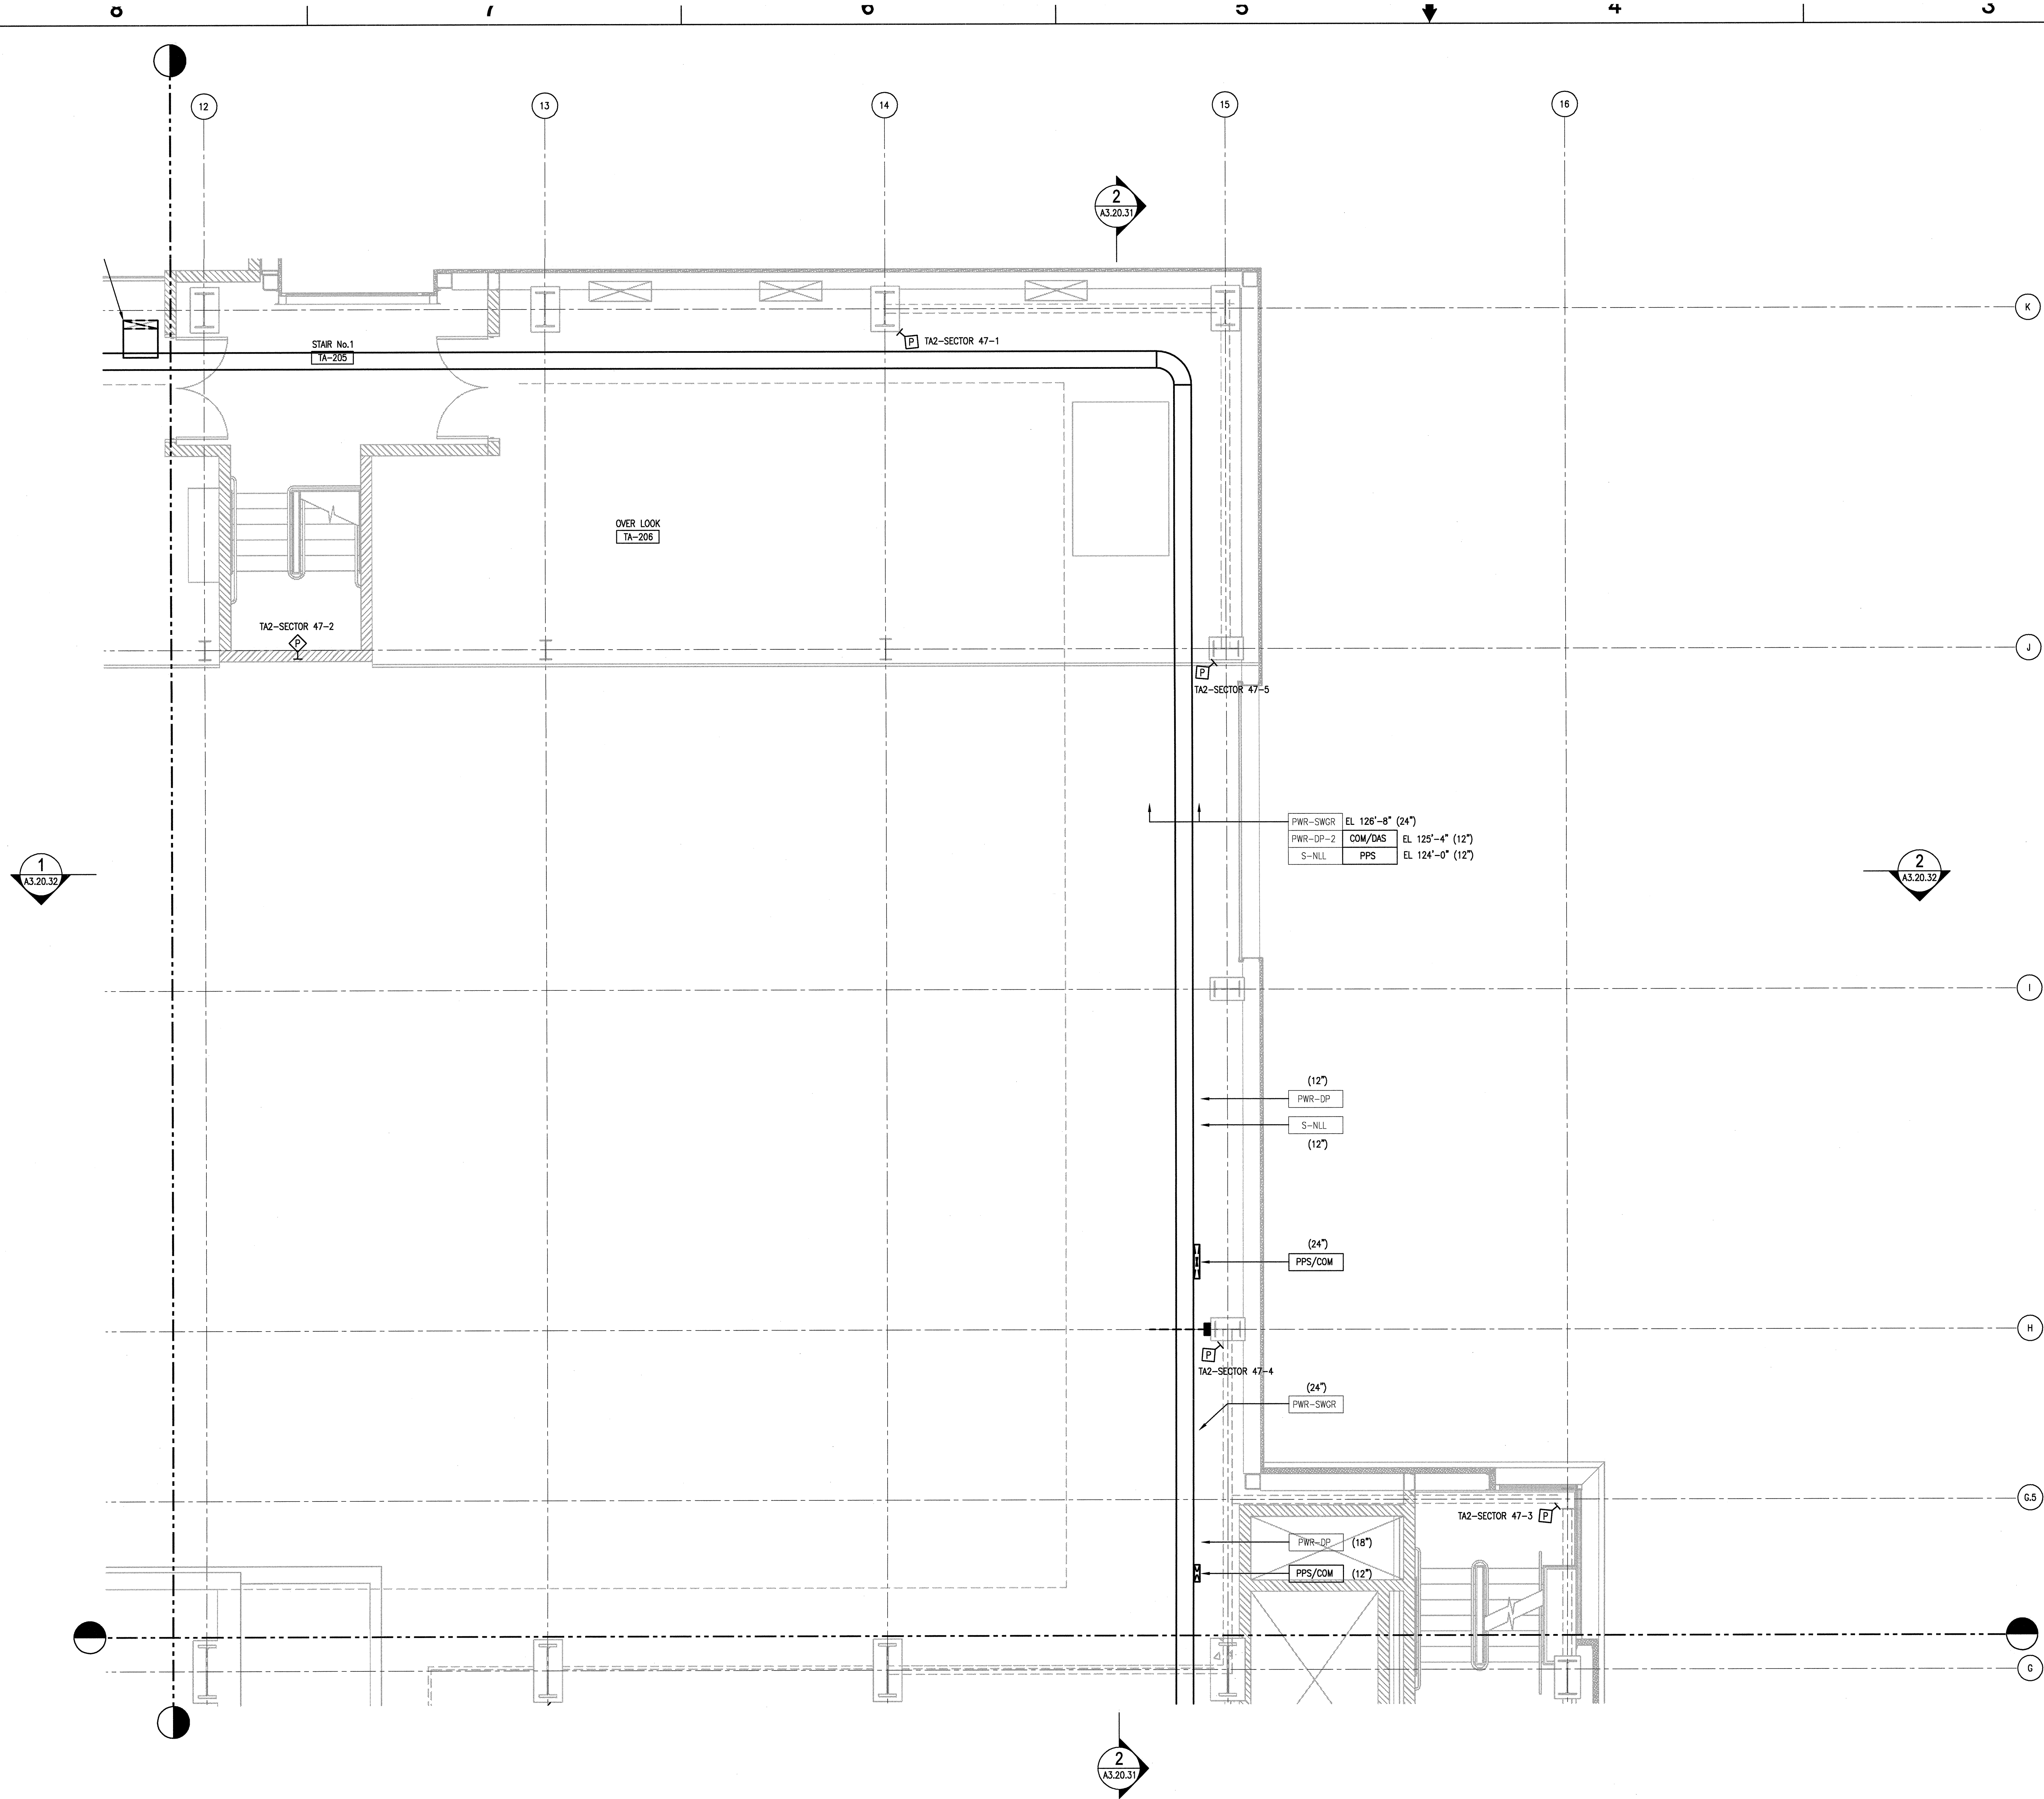 8 7 6 5 4 3
12 13 14 15 16
2
A3.20.31
K
STAIR No.1
TA-205
P TA2-SECTOR 47-1
OVER LOOK
TA-206
TA2-SECTOR 47-2
P
J
P
TA2-SECTOR 47-5
PWR-SWGR EL 126'-8" (24")
PWR-DP-2 COM/DAS EL 125'-4" (12")
S-NLL PPS EL 124'-0" (12")
1
A3.20.32
2
A3.20.32
I
(12")
PWR-DP
S-NLL
(12")
(24")
PPS/COM
H
P
TA2-SECTOR 47-4
(24")
PWR-SWGR
G.5
TA2-SECTOR 47-3 P
PWR-DP (18")
PPS/COM (12")
G
2
A3.20.31